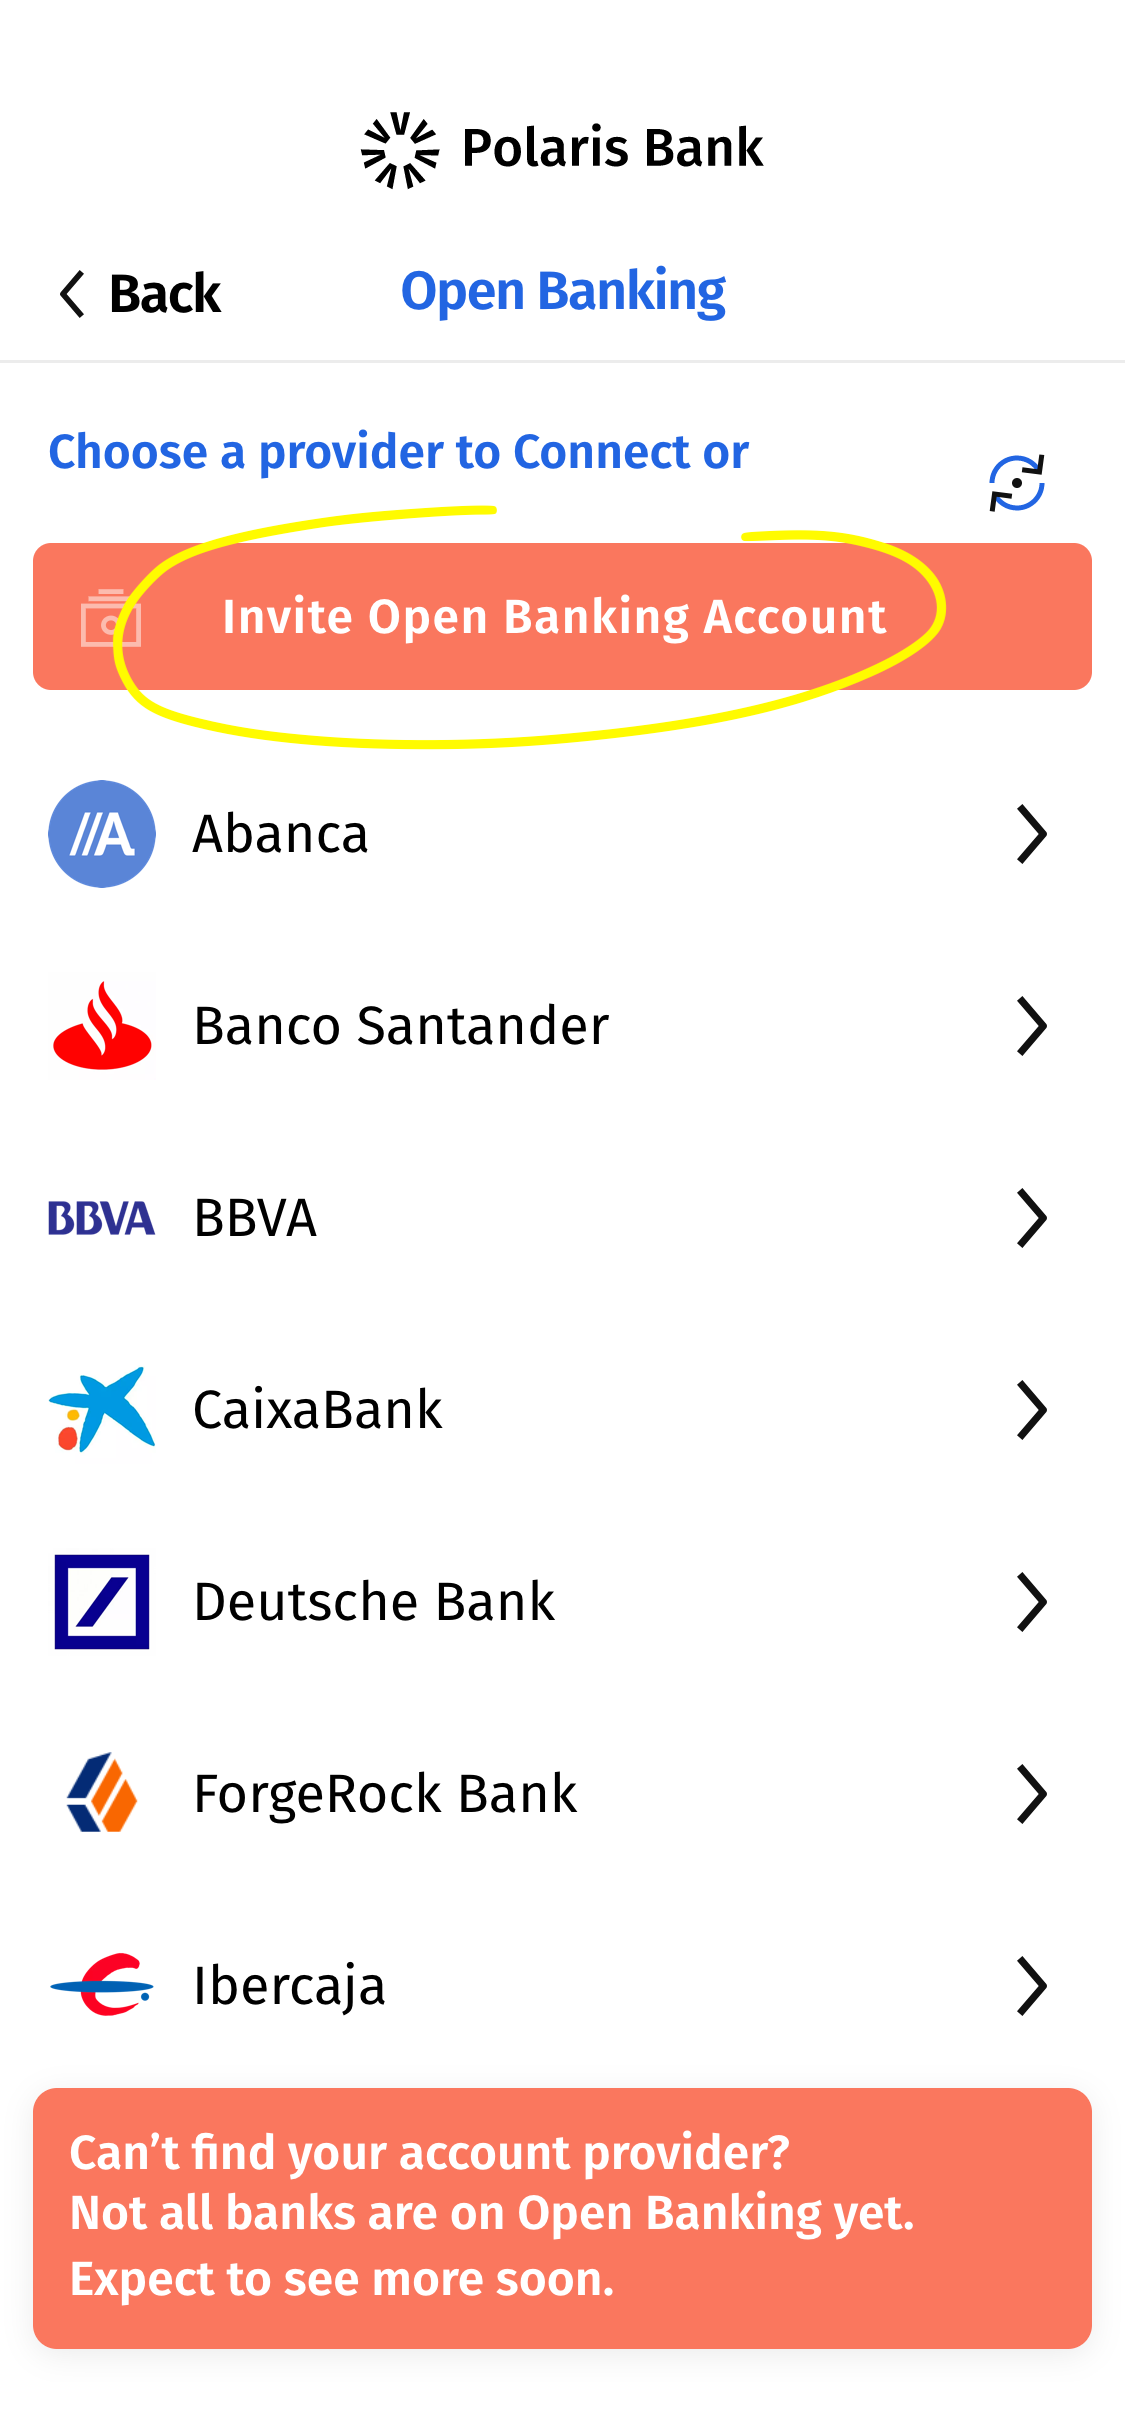 Polaris Bank
Back
Open Banking
Choose a provider to Connect or
Invite Open Banking Account
Abanca
Banco Santander
BBVA BBVA
CaixaBank
Deutsche Bank
ForgeRock Bank
Ibercaja
Can’t find your account provider?
Not all banks are on Open Banking yet.
Expect to see more soon.